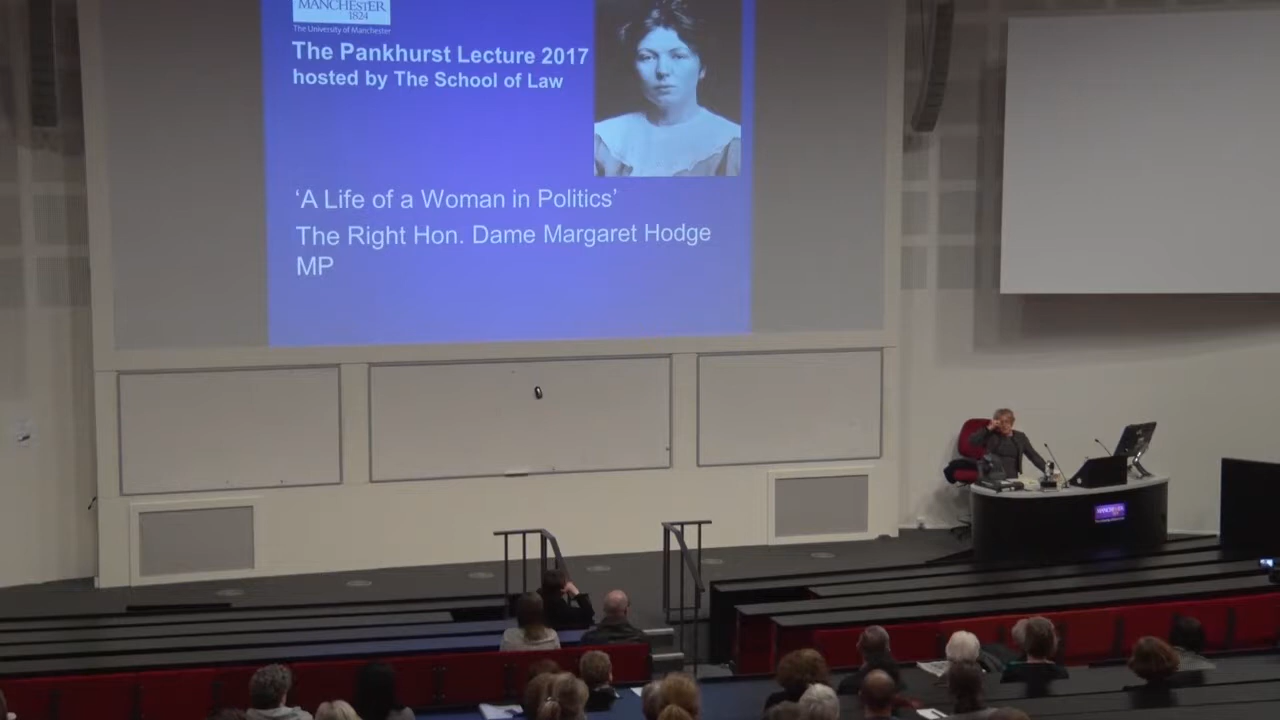 MANCHESTER
1824
The University of Manchester
The Pankhurst Lecture 2017
hosted by The School of Law
‘A Life of a Woman in Politics’
The Right Hon. Dame Margaret Hodge
MP
MANCHESTER